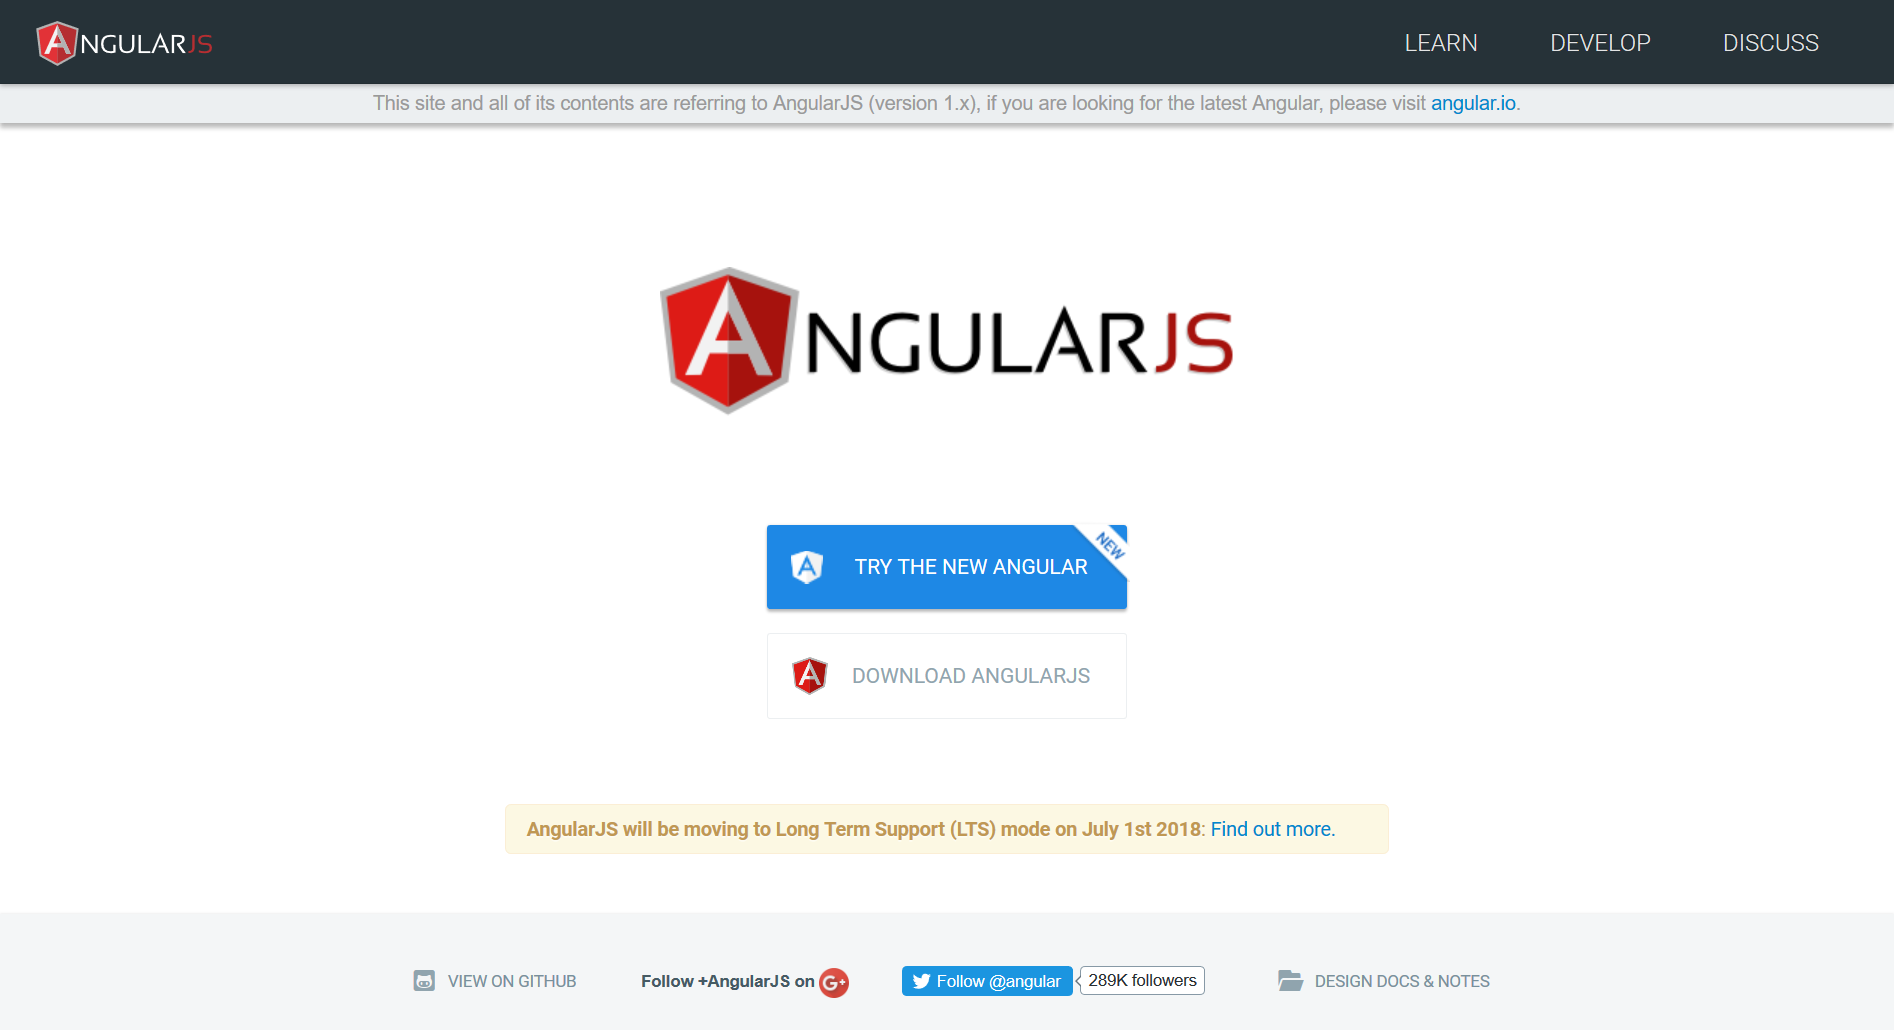 ANGULARJS
LEARN
DEVELOP
DISCUSS
This site and all of its contents are referring to AngularJS (version 1.x), if you are looking for the latest Angular, please visit angular.io.
ANGULARJS
NEW
TRY THE NEW ANGULAR
DOWNLOAD ANGULARJS
AngularJS will be moving to Long Term Support (LTS) mode on July 1st 2018: Find out more.
VIEW ON GITHUB
Follow +AngularJS on G+
Follow @angular
289K followers
DESIGN DOCS & NOTES